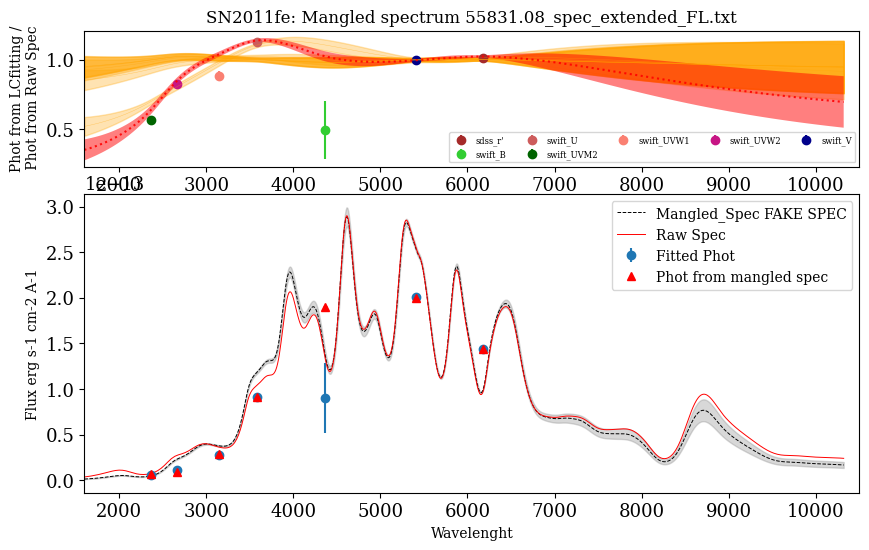 SN2011fe: Mangled spectrum 55831.08_spec_extended_FL.txt
Phot from LCfitting /
Phot from Raw Spec
1.0
0.5
sdss_r'
swift_U
swift_UVW1
swift_UVW2
swift_V
swift_B
swift_UVM2
2000 3000 4000 5000 6000 7000 8000 9000 10000
1e−13
Flux erg s-1 cm-2 A-1
3.0
2.5
2.0
1.5
1.0
0.5
0.0
Mangled_Spec FAKE SPEC
Raw Spec
Fitted Phot
Phot from mangled spec
2000 3000 4000 5000 6000 7000 8000 9000 10000
Wavelenght